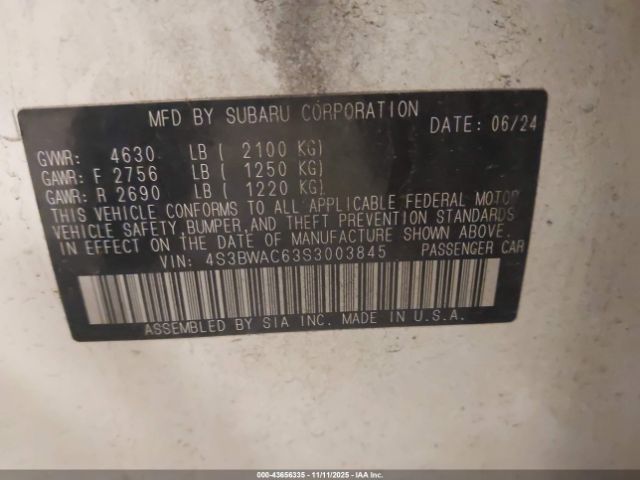 MFD BY SUBARU CORPORATION
DATE: 06/24
GVWR: 4630 LB ( 2100 KG)
GAWR: F 2756 LB ( 1250 KG)
GAWR: R 2690 LB ( 1220 KG)
THIS VEHICLE CONFORMS TO ALL APPLICABLE FEDERAL MOTOR
VEHICLE SAFETY, BUMPER, AND THEFT PREVENTION STANDARDS
IN EFFECT ON THE DATE OF MANUFACTURE SHOWN ABOVE.
VIN: 4S3BWAC63S3003845 PASSENGER CAR
ASSEMBLED BY SIA INC. MADE IN U.S.A.
000-43656335 - 11/11/2025 - IAAI.com